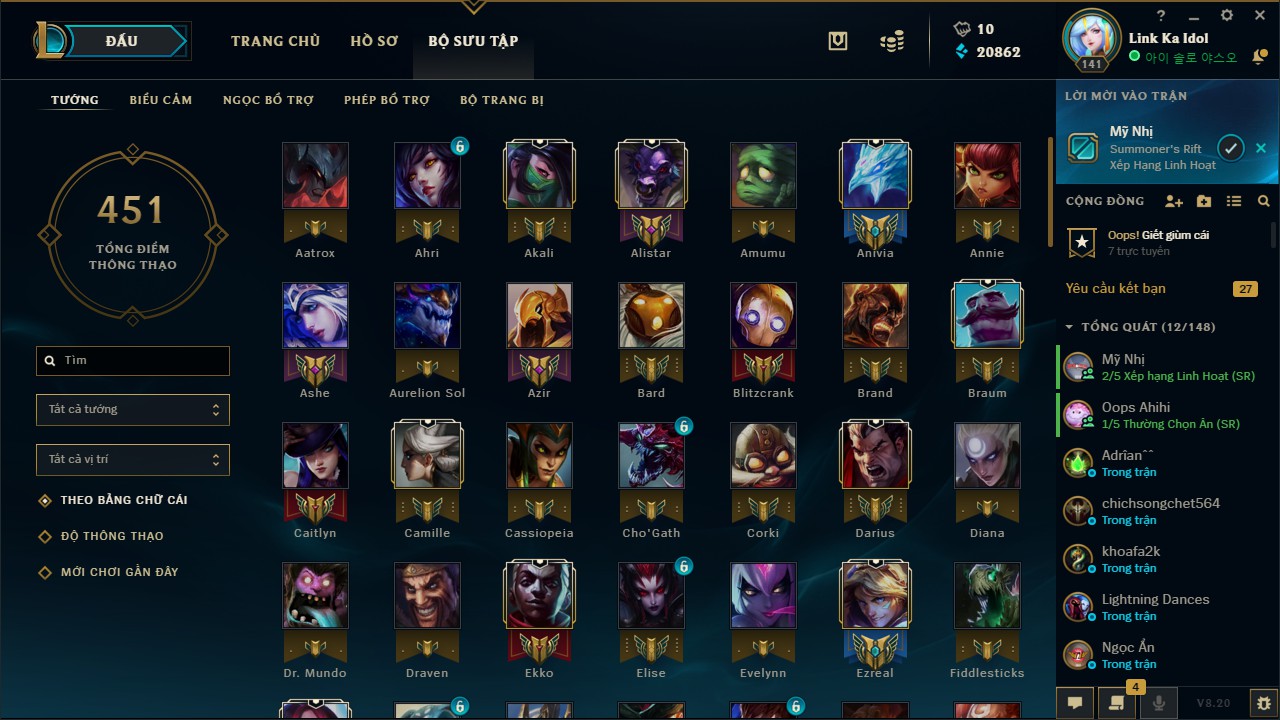 ĐẤU
TRANG CHỦ
HỒ SƠ
BỘ SƯU TẬP
10
20862
?
Link Ka Idol
아이 솔로 야스오
141
TƯỚNG
BIỂU CẢM
NGỌC BỔ TRỢ
PHÉP BỔ TRỢ
BỘ TRANG BỊ
451
TỔNG ĐIỂM
THÔNG THẠO
Tìm
Tất cả tướng
Tất cả vị trí
THEO BẢNG CHỮ CÁI
ĐỘ THÔNG THẠO
MỚI CHƠI GẦN ĐÂY
6
Aatrox
Ahri
Akali
Alistar
Amumu
Anivia
Annie
Ashe
Aurelion Sol
Azir
Bard
Blitzcrank
Brand
Braum
6
Caitlyn
Camille
Cassiopeia
Cho'Gath
Corki
Darius
Diana
6
Dr. Mundo
Draven
Ekko
Elise
Evelynn
Ezreal
Fiddlesticks
6
6
LỜI MỜI VÀO TRẬN
Mỹ Nhị
Summoner's Rift
Xếp Hạng Linh Hoạt
CỘNG ĐỒNG
Oops! Giết giùm cái
7 trực tuyến
Yêu cầu kết bạn
27
TỔNG QUÁT (12/148)
Mỹ Nhị
2/5 Xếp hạng Linh Hoạt (SR)
Oops Ahihi
1/5 Thường Chọn Ẩn (SR)
Adrīanˆˆ
Trong trận
chichsongchet564
Trong trận
khoafa2k
Trong trận
Lightning Dances
Trong trận
Ngọc Ẩn
Trong trận
4
V8.20